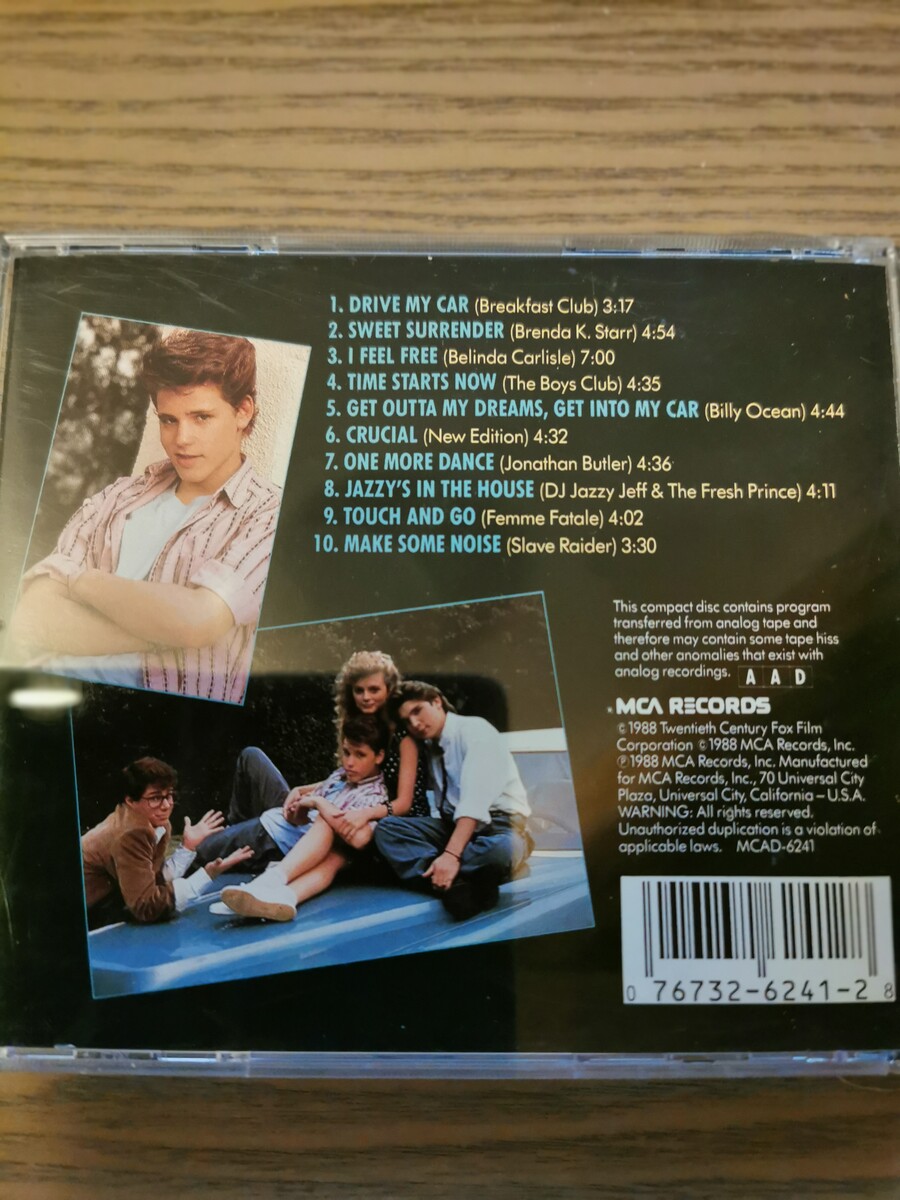 1. DRIVE MY CAR (Breakfast Club) 3:17
2. SWEET SURRENDER (Brenda K. Starr) 4:54
3. I FEEL FREE (Belinda Carlisle) 7:00
4. TIME STARTS NOW (The Boys Club) 4:35
5. GET OUTTA MY DREAMS, GET INTO MY CAR (Billy Ocean) 4:44
6. CRUCIAL (New Edition) 4:32
7. ONE MORE DANCE (Jonathan Butler) 4:36
8. JAZZY'S IN THE HOUSE (DJ Jazzy Jeff & The Fresh Prince) 4:11
9. TOUCH AND GO (Femme Fatale) 4:02
10. MAKE SOME NOISE (Slave Raider) 3:30
This compact disc contains program
transferred from analog tape and
therefore may contain some tape hiss
and other anomalies that exist with
analog recordings. A A D
MCA RECORDS
©1988 Twentieth Century Fox Film
Corporation ©1988 MCA Records, Inc.
℗1988 MCA Records, Inc. Manufactured
for MCA Records, Inc., 70 Universal City
Plaza, Universal City, California – U.S.A.
WARNING: All rights reserved.
Unauthorized duplication is a violation of
applicable laws. MCAD-6241
0 76732-6241-2 8